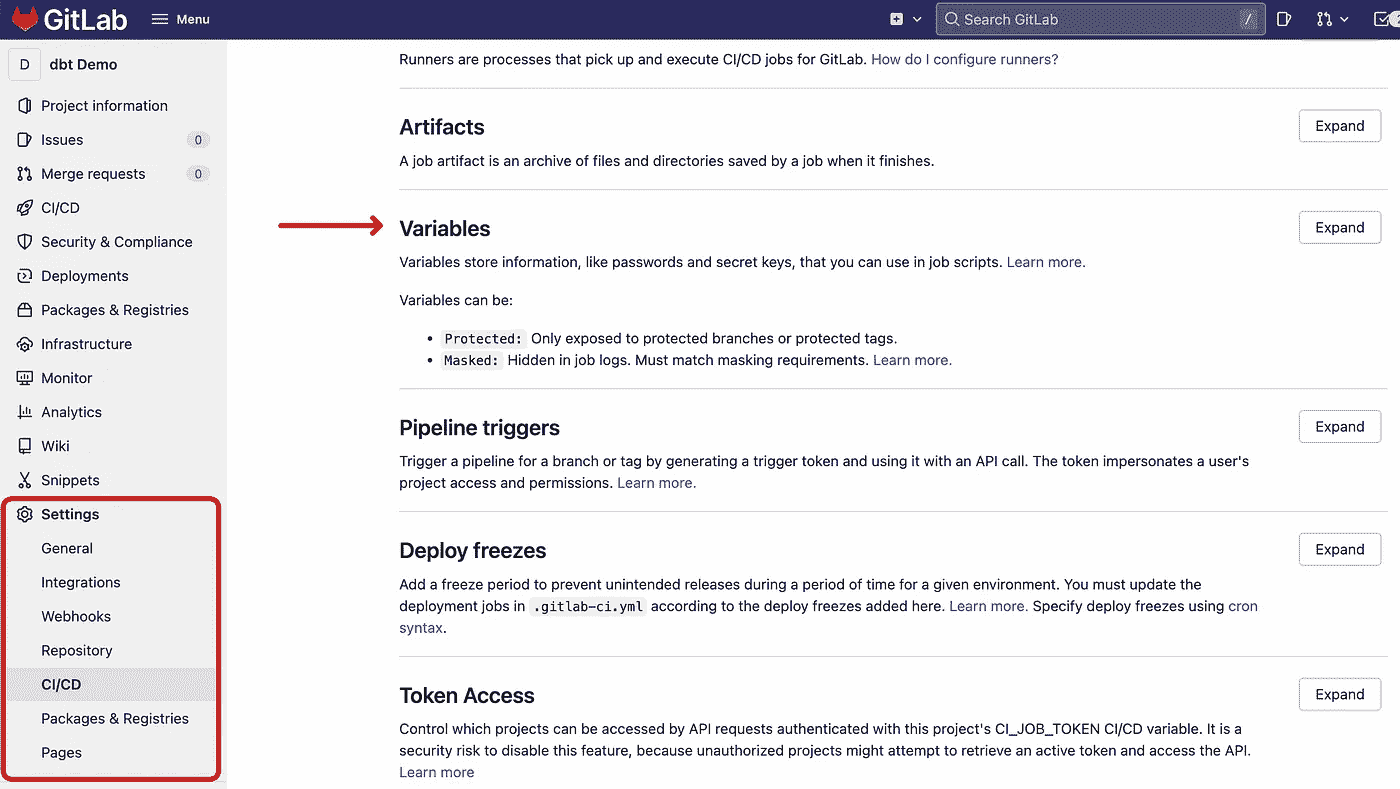 GitLab
Menu
Search GitLab
/
D
dbt Demo
Project information
Issues
0
Merge requests
0
CI/CD
Security & Compliance
Deployments
Packages & Registries
Infrastructure
Monitor
Analytics
Wiki
Snippets
Settings
General
Integrations
Webhooks
Repository
CI/CD
Packages & Registries
Pages
Runners are processes that pick up and execute CI/CD jobs for GitLab. How do I configure runners?
Artifacts
Expand
A job artifact is an archive of files and directories saved by a job when it finishes.
Variables
Expand
Variables store information, like passwords and secret keys, that you can use in job scripts. Learn more.
Variables can be:
• Protected: Only exposed to protected branches or protected tags.
• Masked: Hidden in job logs. Must match masking requirements. Learn more.
Pipeline triggers
Expand
Trigger a pipeline for a branch or tag by generating a trigger token and using it with an API call. The token impersonates a user's
project access and permissions. Learn more.
Deploy freezes
Expand
Add a freeze period to prevent unintended releases during a period of time for a given environment. You must update the
deployment jobs in .gitlab-ci.yml according to the deploy freezes added here. Learn more. Specify deploy freezes using cron
syntax.
Token Access
Expand
Control which projects can be accessed by API requests authenticated with this project's CI_JOB_TOKEN CI/CD variable. It is a
security risk to disable this feature, because unauthorized projects might attempt to retrieve an active token and access the API.
Learn more